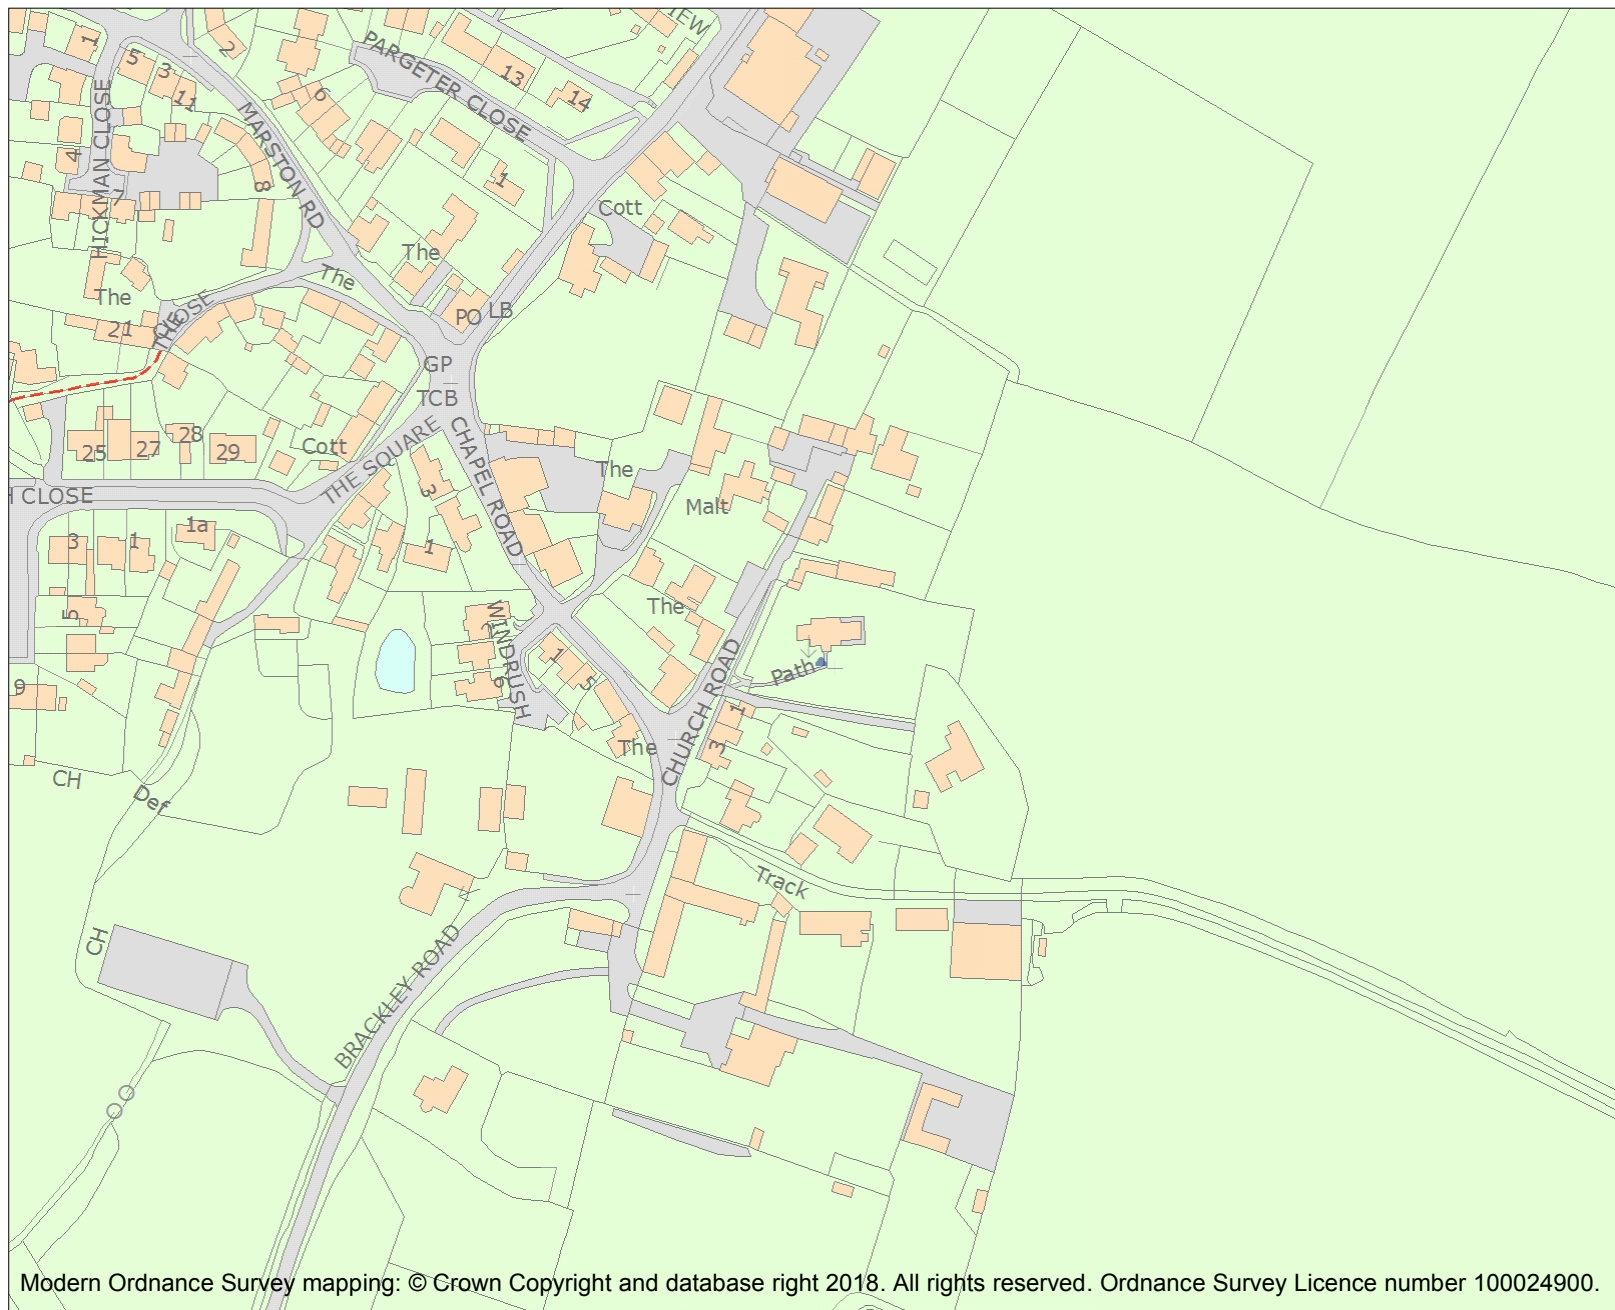 IEW
PARGETER CLOSE
1
5
3
2
11
6
13
14
MARSTON RD
HICKMAN CLOSE
4
7
8
1
Cott
The
The
The
21
THE
CLOSE
PO
LB
GP
TCB
25
27
28
29
Cott
THE SQUARE
CHAPEL ROAD
The
Malt
H CLOSE
3
1
1a
5
9
3
1
The
WINDRUSH
6
1
5
The
CHURCH ROAD
Path
1
3
CH
Def
CH
Track
BRACKLEY ROAD
Modern Ordnance Survey mapping: © Crown Copyright and database right 2018. All rights reserved. Ordnance Survey Licence number 100024900.